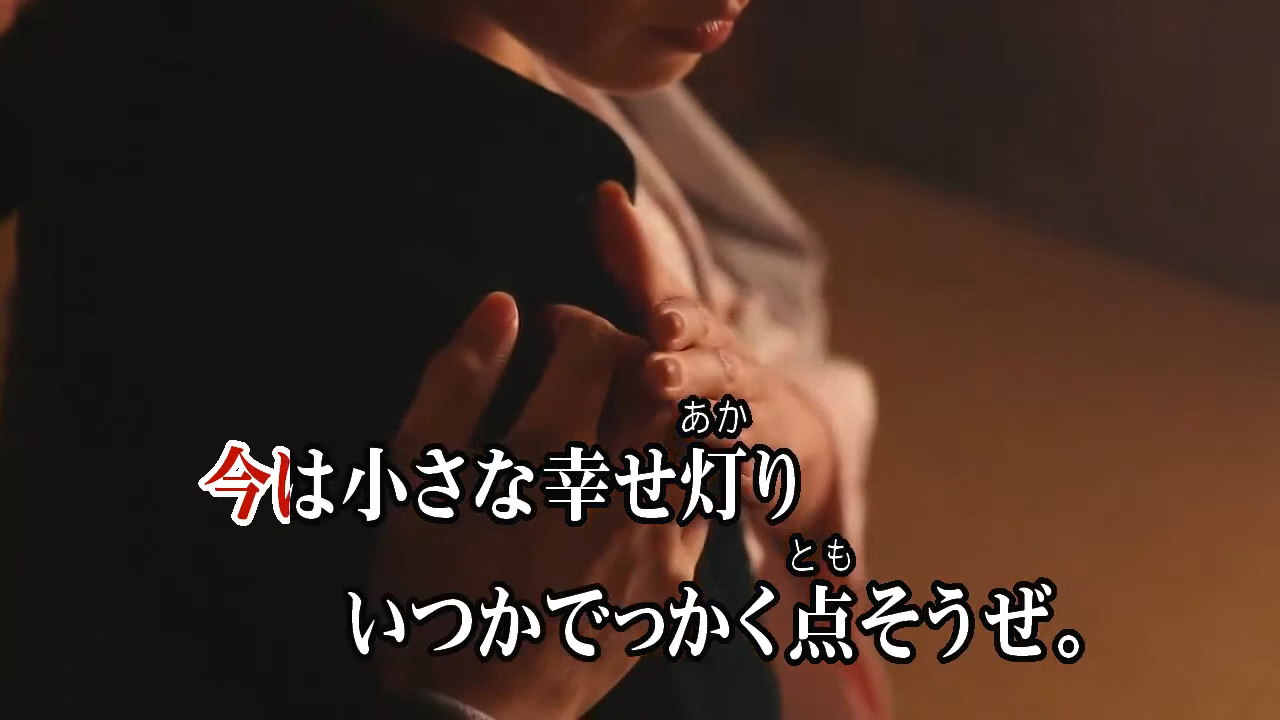 あか
今は小さな幸せ灯り
とも
いつかでっかく点そうぜ。